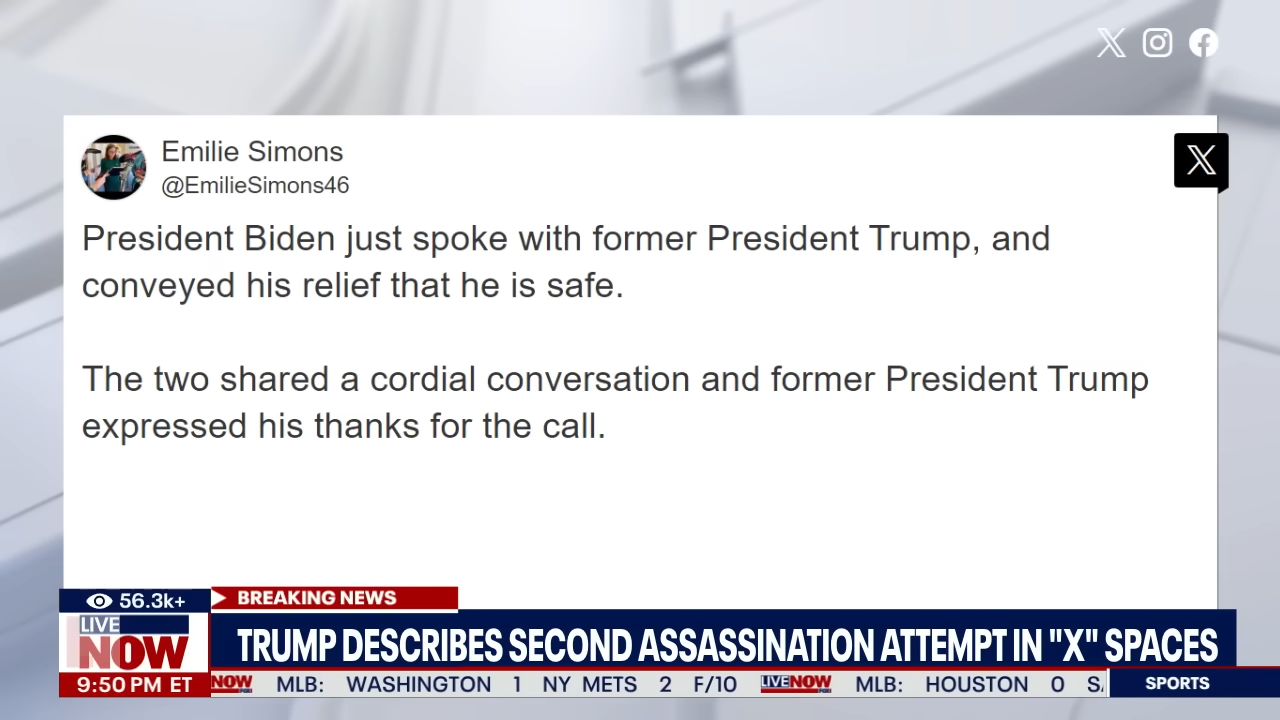 Emilie Simons
@EmilieSimons46
President Biden just spoke with former President Trump, and
conveyed his relief that he is safe.
The two shared a cordial conversation and former President Trump
expressed his thanks for the call.
56.3k+
BREAKING NEWS
LIVE
NOW
TRUMP DESCRIBES SECOND ASSASSINATION ATTEMPT IN "X" SPACES
9:50 PM ET
NOW MLB: WASHINGTON 1 NY METS 2 F/10 LIVENOW FOX MLB: HOUSTON 0 SPORTS